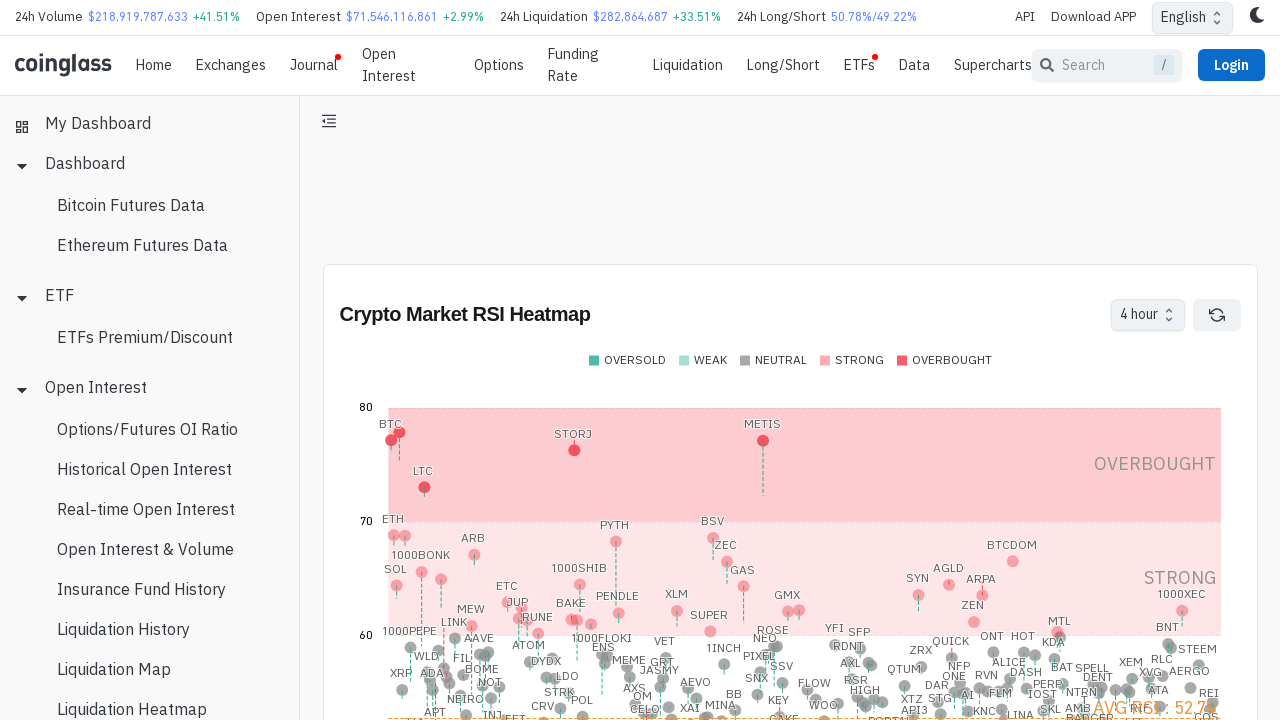 24h Volume $218,919,787,633 +41.51% Open Interest $71,546,116,861 +2.99% 24h Liquidation $282,864,687 +33.51% 24h Long/Short 50.78%/49.22% API Download APP English
coinglass Home Exchanges Journal Open Interest Options Funding Rate Liquidation Long/Short ETFs Data Supercharts Search / Login
My Dashboard
Dashboard
Bitcoin Futures Data
Ethereum Futures Data
ETF
ETFs Premium/Discount
Open Interest
Options/Futures OI Ratio
Historical Open Interest
Real-time Open Interest
Open Interest & Volume
Insurance Fund History
Liquidation History
Liquidation Map
Liquidation Heatmap
Crypto Market RSI Heatmap
4 hour
OVERSOLD WEAK NEUTRAL STRONG OVERBOUGHT
80
BTC STORJ METIS
OVERBOUGHT
LTC
70
ETH PYTH BSV
ARB ZEC BTCDOM
1000BONK
SOL 1000SHIB GAS SYN AGLD ARPA STRONG
ETC JUP PENDLE XLM GMX 1000XEC
MEW BAKE ZEN
LINK RUNE SUPER MTL
60
1000PEPE AAVE 1000FLOKI ROSE YFI SFP BNT
ATOM ENS VET 1INCH NEO RDNT ZRX QUICK ONT HOT KDA STEEM
WLD FIL DYDX MEME GRT PIXEL AXL NFP ALICE BAT SPELL XEM RLC
XRP ADA BOME LDO JASMY SNX SSV RSR QTUM ONE RVN DASH DENT XVG AERGO
NOT STRK AXS AEVO FLOW HIGH DAR AI FLM PERP NTRN ATA
NEIRO POL OM BB KEY WOO XTZ STG IOST REI
APT INJ CRV XAI MINA API3 KNC LINA SKL AMB
CELO CAKE BADGER
AVG RSI: 52.74